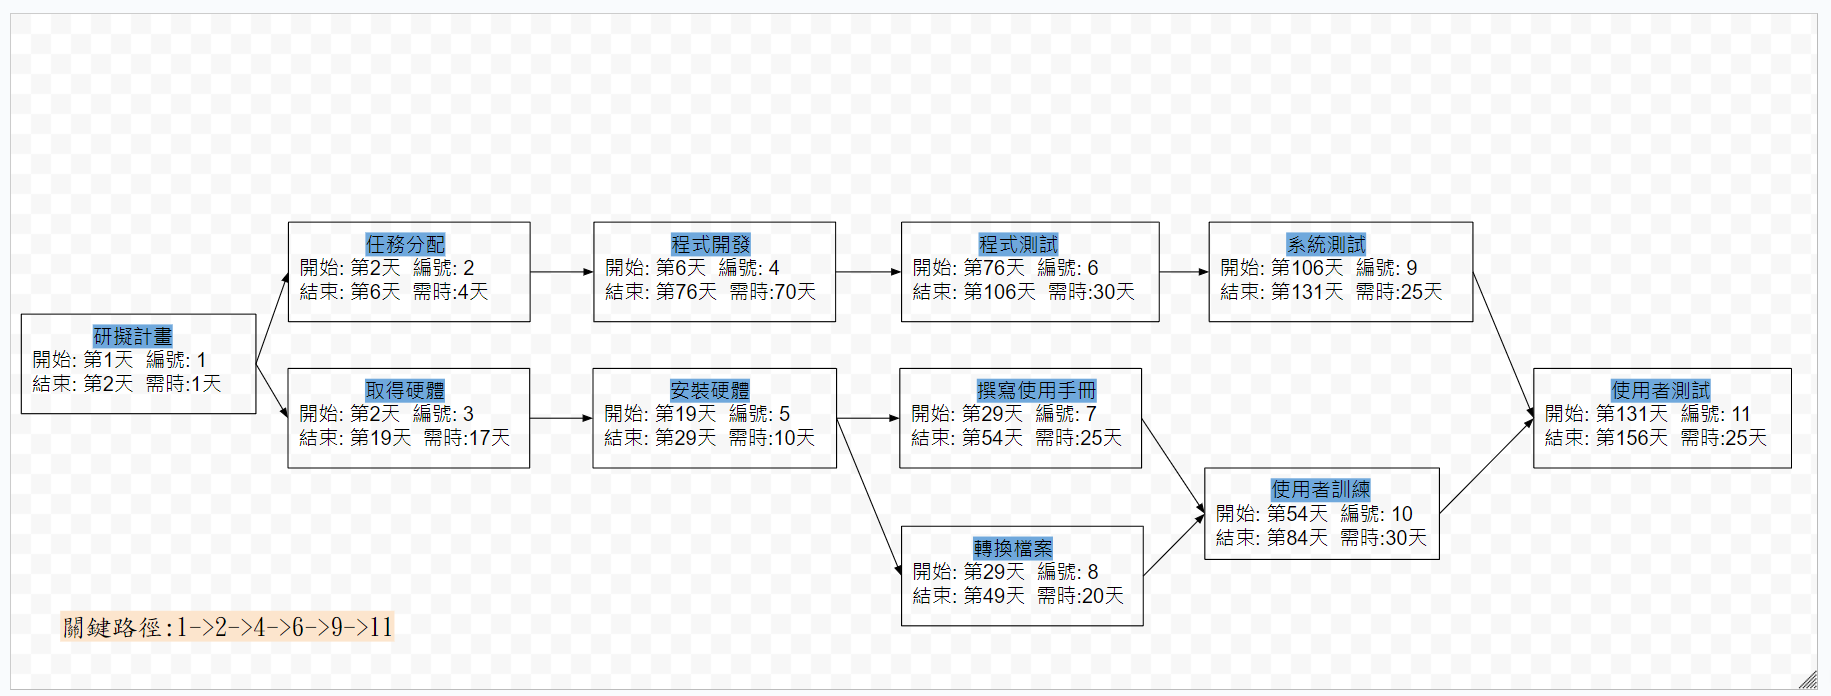 任務分配
開始: 第2天 編號: 2
結束: 第6天 需時:4天
程式開發
開始: 第6天 編號: 4
結束: 第76天 需時:70天
程式測試
開始: 第76天 編號: 6
結束: 第106天 需時:30天
系統測試
開始: 第106天 編號: 9
結束: 第131天 需時:25天
研擬計畫
開始: 第1天 編號: 1
結束: 第2天 需時:1天
取得硬體
開始: 第2天 編號: 3
結束: 第19天 需時:17天
安裝硬體
開始: 第19天 編號: 5
結束: 第29天 需時:10天
撰寫使用手冊
開始: 第29天 編號: 7
結束: 第54天 需時:25天
使用者測試
開始: 第131天 編號: 11
結束: 第156天 需時:25天
使用者訓練
開始: 第54天 編號: 10
結束: 第84天 需時:30天
轉換檔案
開始: 第29天 編號: 8
結束: 第49天 需時:20天
關鍵路徑:1->2->4->6->9->11